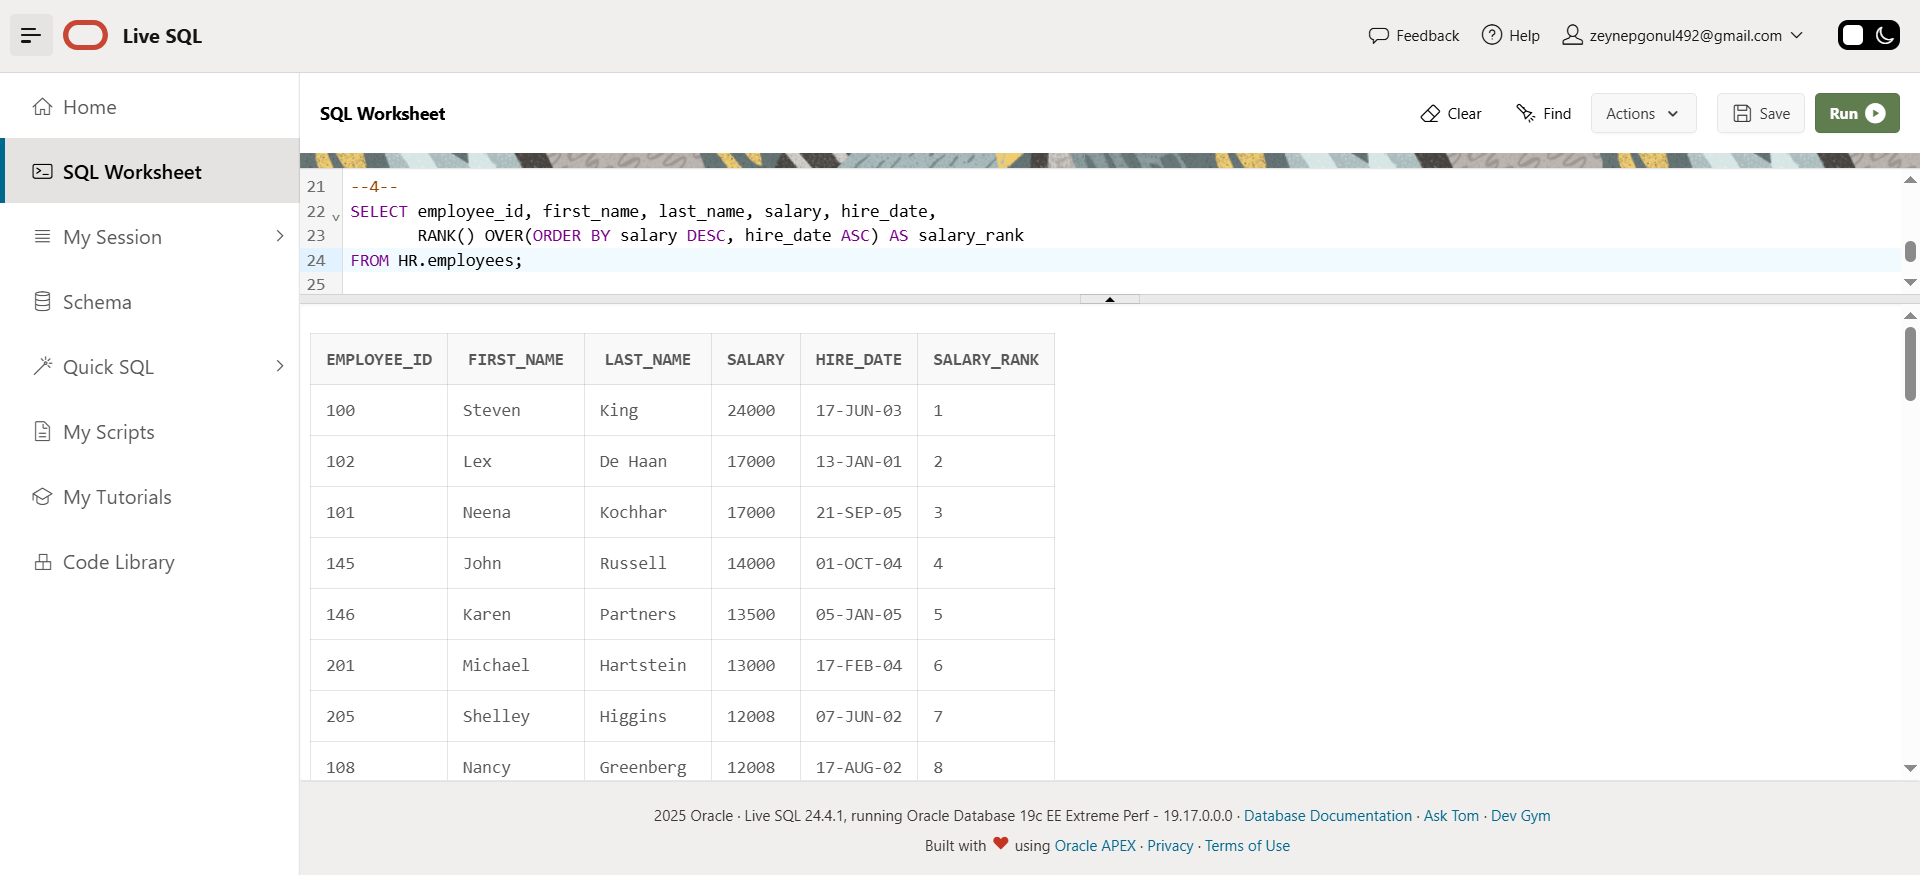 Live SQL
Feedback
Help
zeynepgonul492@gmail.com
Home
SQL Worksheet
My Session
Schema
Quick SQL
My Scripts
My Tutorials
Code Library
SQL Worksheet
Clear
Find
Actions
Save
Run
21 --4--
22 SELECT employee_id, first_name, last_name, salary, hire_date,
23 RANK() OVER(ORDER BY salary DESC, hire_date ASC) AS salary_rank
24 FROM HR.employees;
25
EMPLOYEE_ID FIRST_NAME LAST_NAME SALARY HIRE_DATE SALARY_RANK
100 Steven King 24000 17-JUN-03 1
102 Lex De Haan 17000 13-JAN-01 2
101 Neena Kochhar 17000 21-SEP-05 3
145 John Russell 14000 01-OCT-04 4
146 Karen Partners 13500 05-JAN-05 5
201 Michael Hartstein 13000 17-FEB-04 6
205 Shelley Higgins 12008 07-JUN-02 7
108 Nancy Greenberg 12008 17-AUG-02 8
2025 Oracle · Live SQL 24.4.1, running Oracle Database 19c EE Extreme Perf - 19.17.0.0.0 · Database Documentation · Ask Tom · Dev Gym
Built with ❤ using Oracle APEX · Privacy · Terms of Use